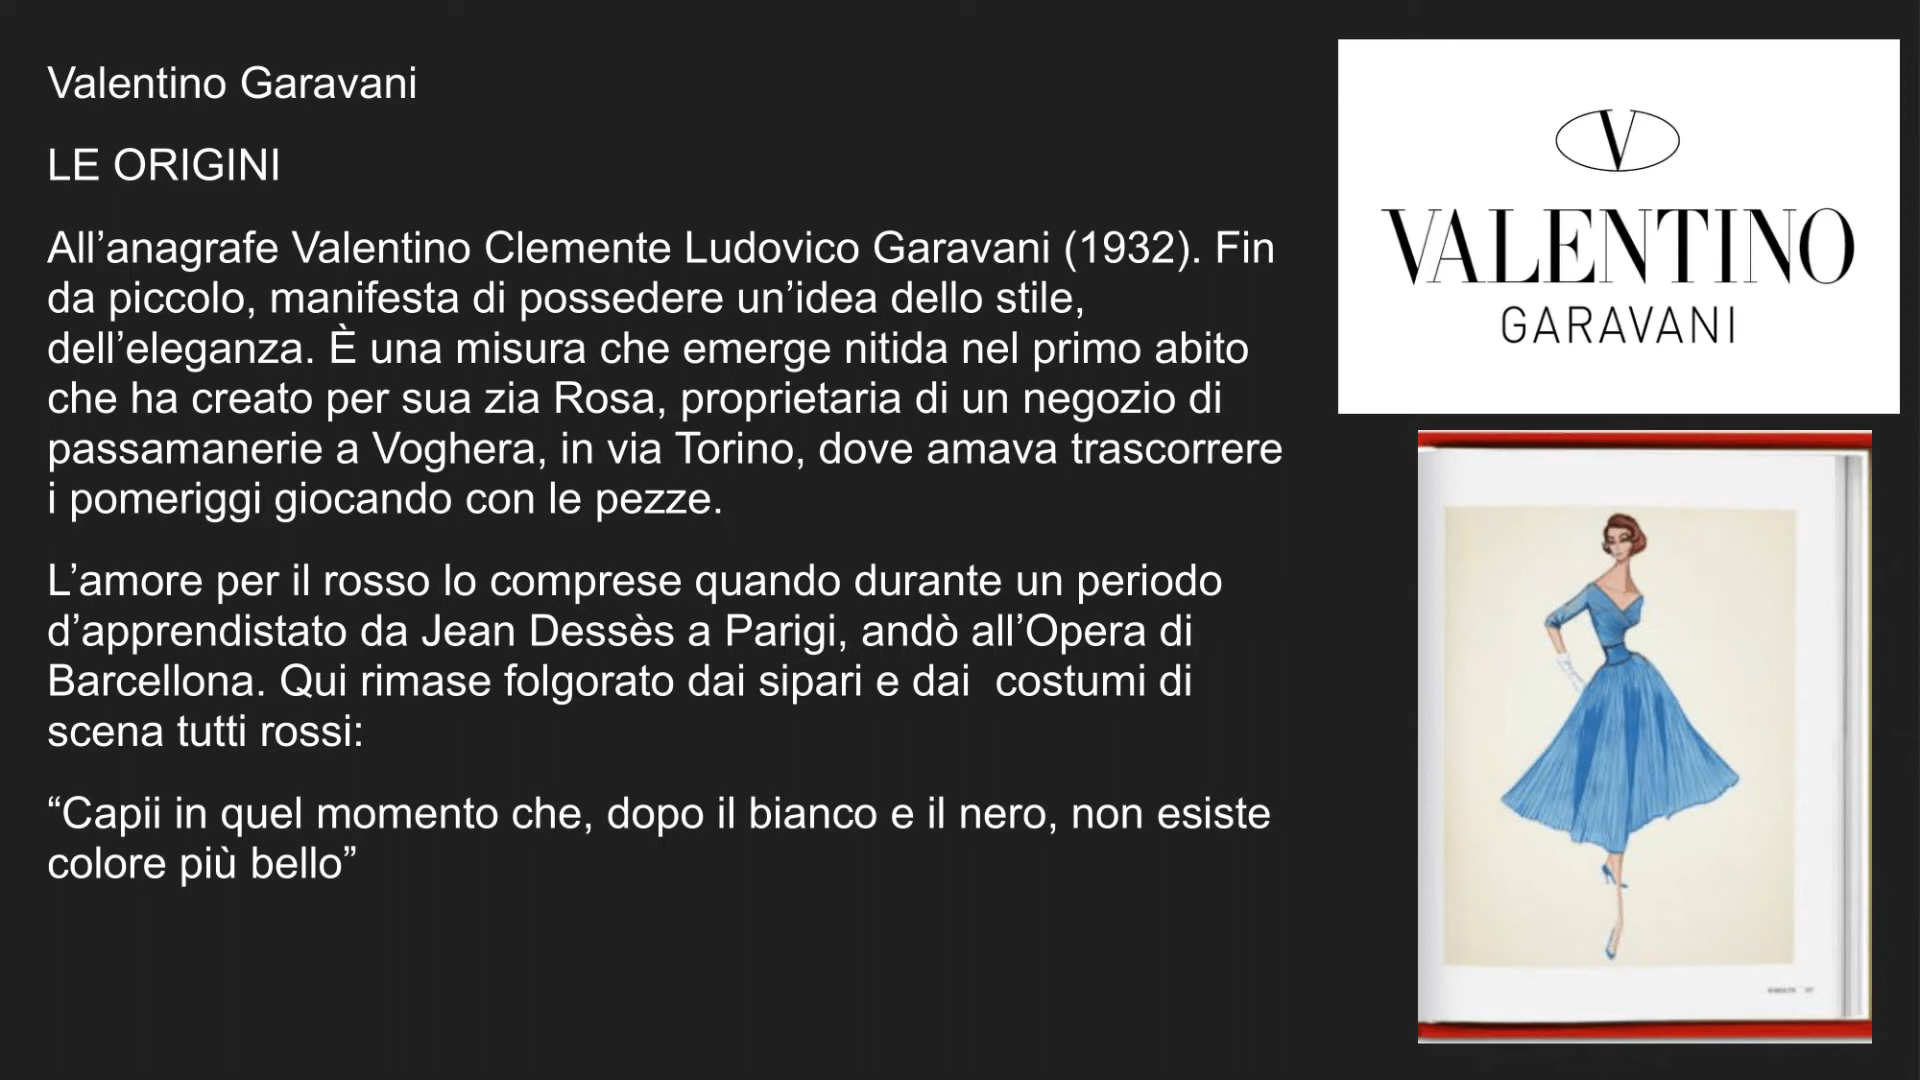 Valentino Garavani
LE ORIGINI
All’anagrafe Valentino Clemente Ludovico Garavani (1932). Fin
da piccolo, manifesta di possedere un’idea dello stile,
dell’eleganza. È una misura che emerge nitida nel primo abito
che ha creato per sua zia Rosa, proprietaria di un negozio di
passamanerie a Voghera, in via Torino, dove amava trascorrere
i pomeriggi giocando con le pezze.
L’amore per il rosso lo comprese quando durante un periodo
d’apprendistato da Jean Dessès a Parigi, andò all’Opera di
Barcellona. Qui rimase folgorato dai sipari e dai  costumi di
scena tutti rossi:
“Capii in quel momento che, dopo il bianco e il nero, non esiste
colore più bello”
V
VALENTINO
GARAVANI